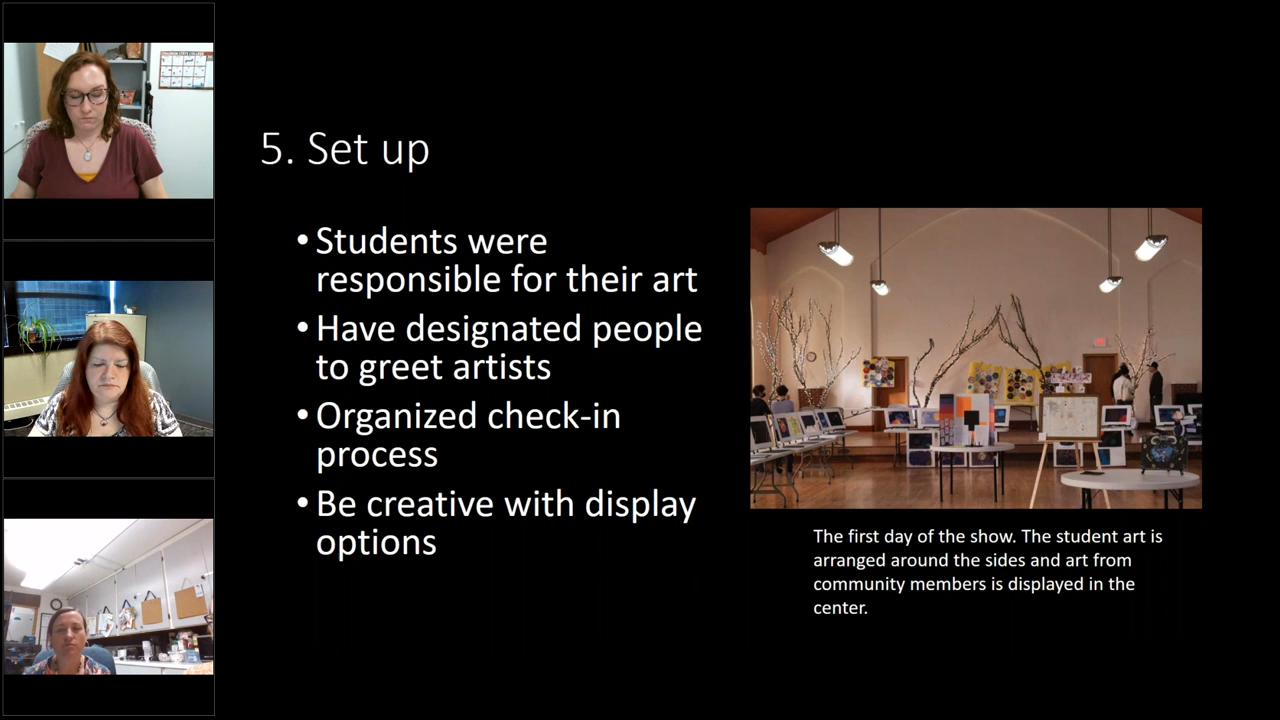 5. Set up
• Students were
responsible for their art
• Have designated people
to greet artists
• Organized check-in
process
• Be creative with display
options
The first day of the show. The student art is
arranged around the sides and art from
community members is displayed in the
center.